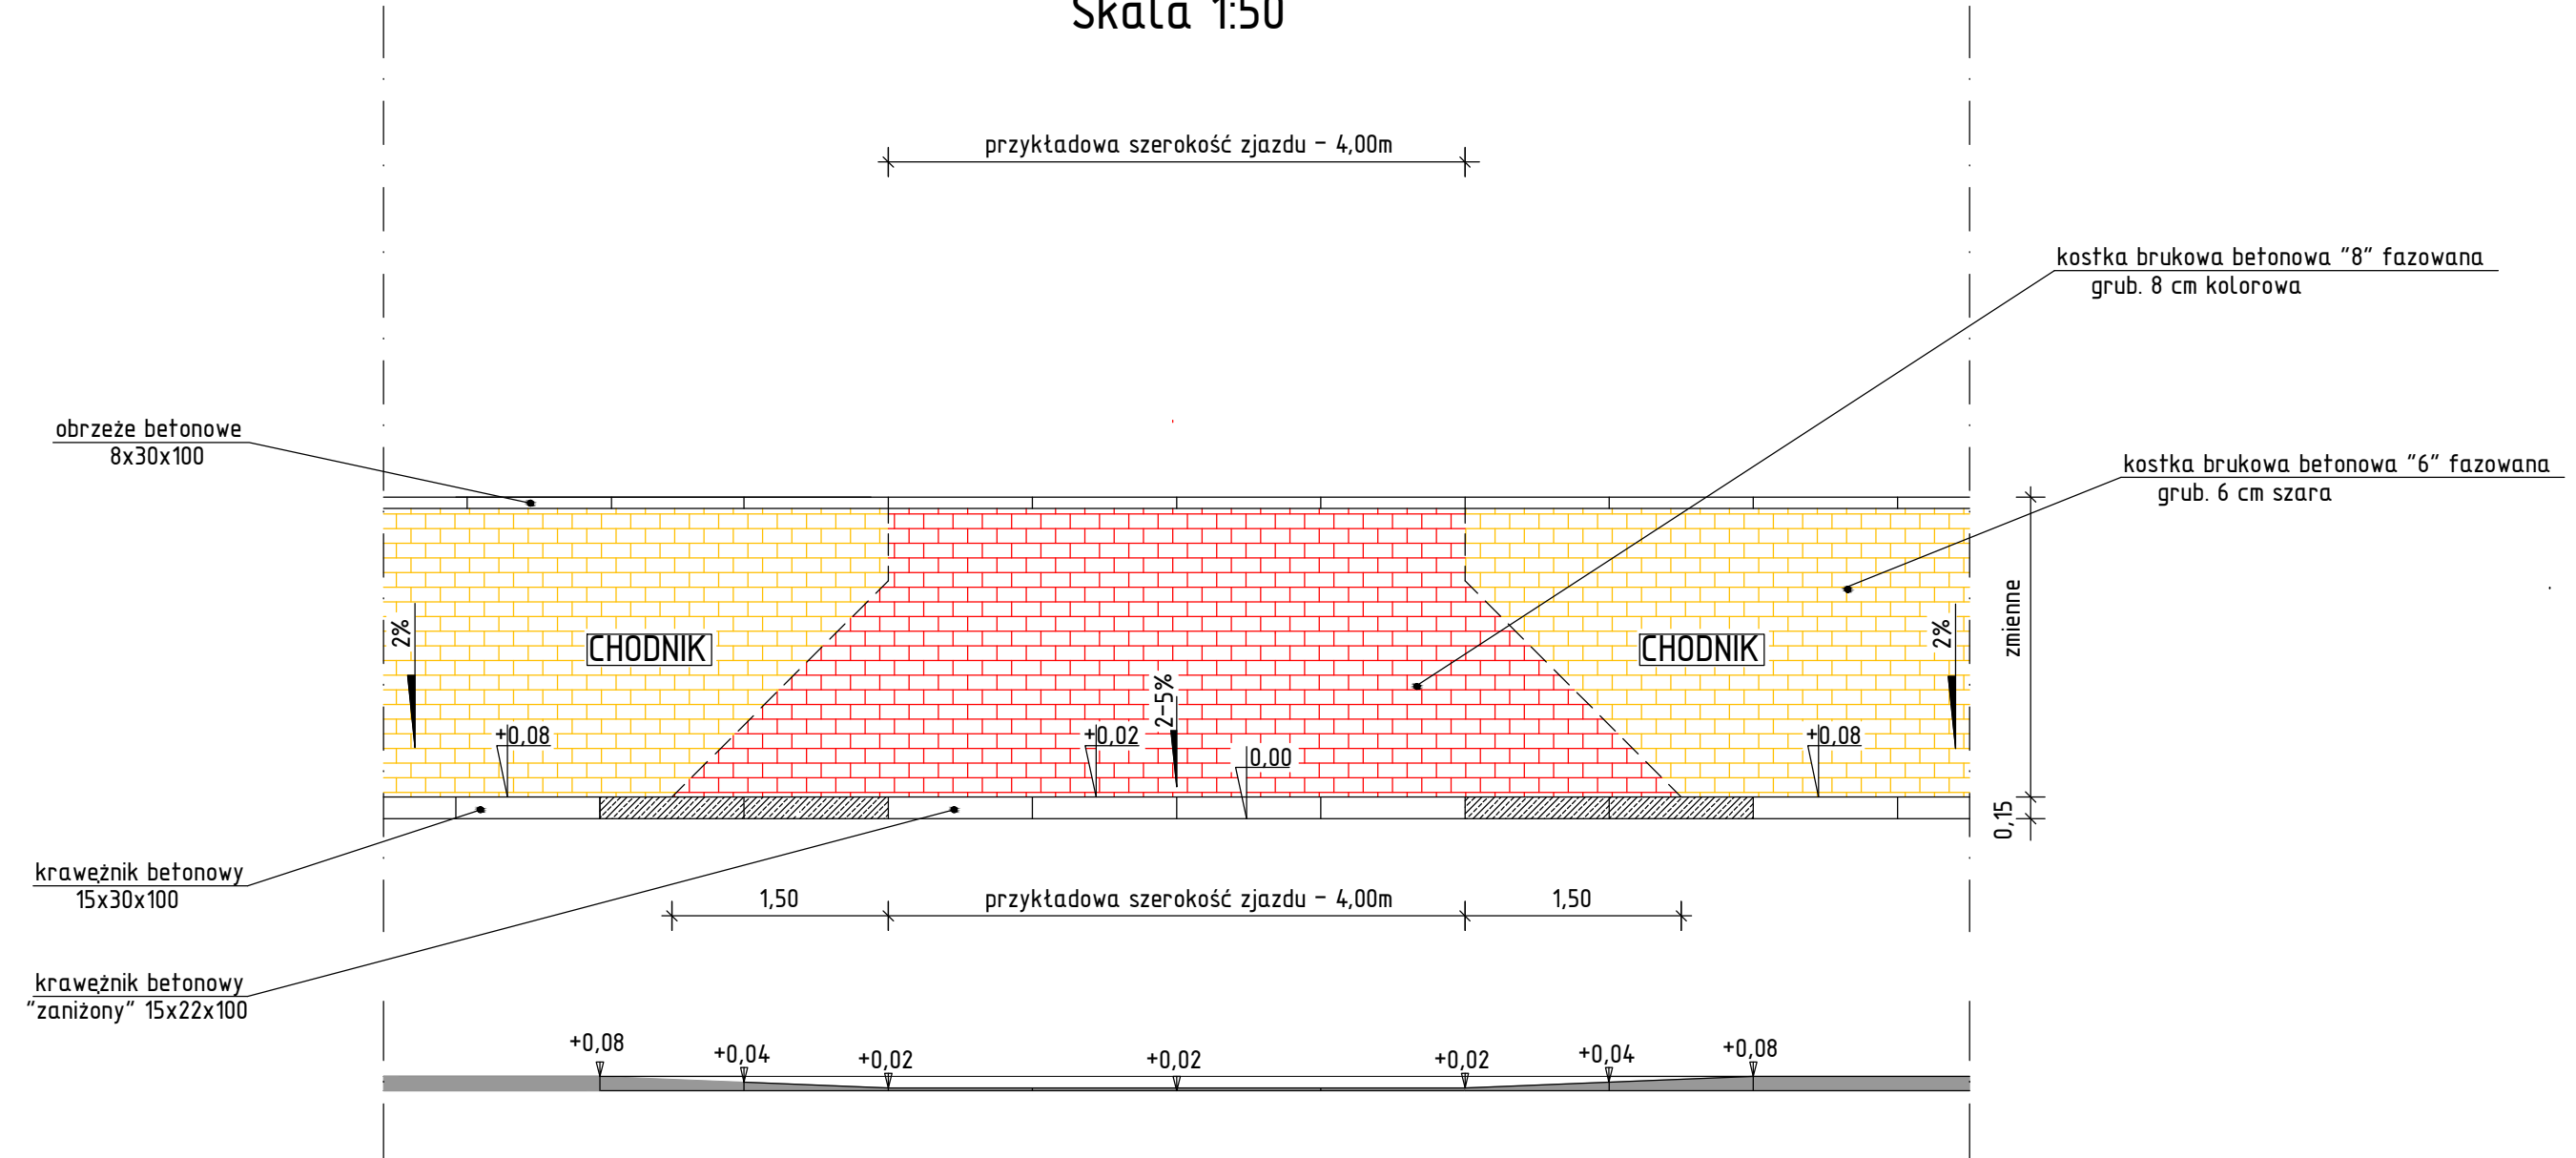 Skala 1:50
przykładowa szerokość zjazdu - 4,00m
kostka brukowa betonowa "8" fazowana
grub. 8 cm kolorowa
obrzeże betonowe
8x30x100
kostka brukowa betonowa "6" fazowana
grub. 6 cm szara
2%
CHODNIK
CHODNIK
2%
zmienne
2-5%
+0,08
+0,02
0,00
+0,08
0,15
krawężnik betonowy
15x30x100
1,50
przykładowa szerokość zjazdu - 4,00m
1,50
krawężnik betonowy
"zaniżony" 15x22x100
+0,08
+0,04
+0,02
+0,02
+0,02
+0,04
+0,08